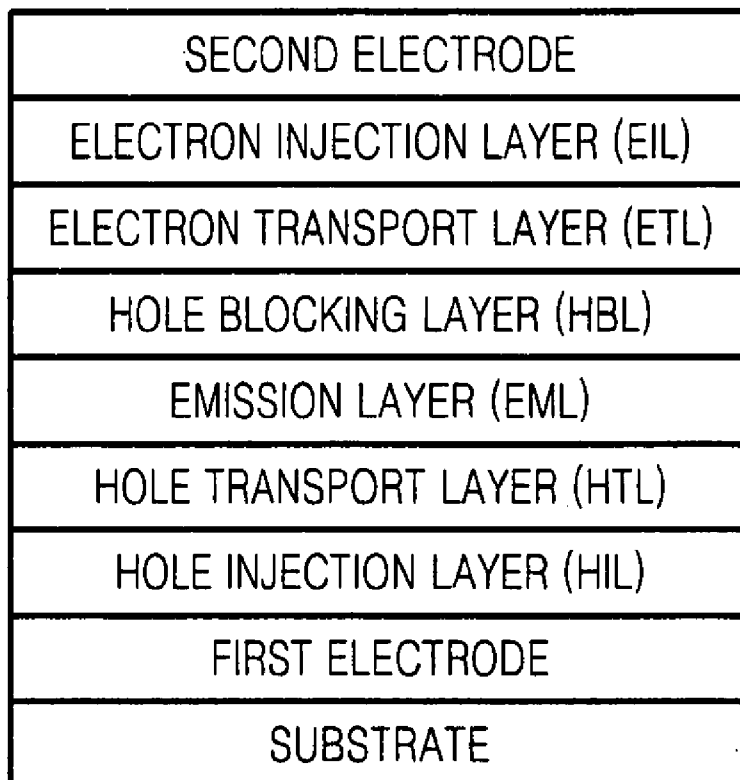 SECOND ELECTRODE
ELECTRON INJECTION LAYER (EIL)
ELECTRON TRANSPORT LAYER (ETL)
HOLE BLOCKING LAYER (HBL)
EMISSION LAYER (EML)
HOLE TRANSPORT LAYER (HTL)
HOLE INJECTION LAYER (HIL)
FIRST ELECTRODE
SUBSTRATE